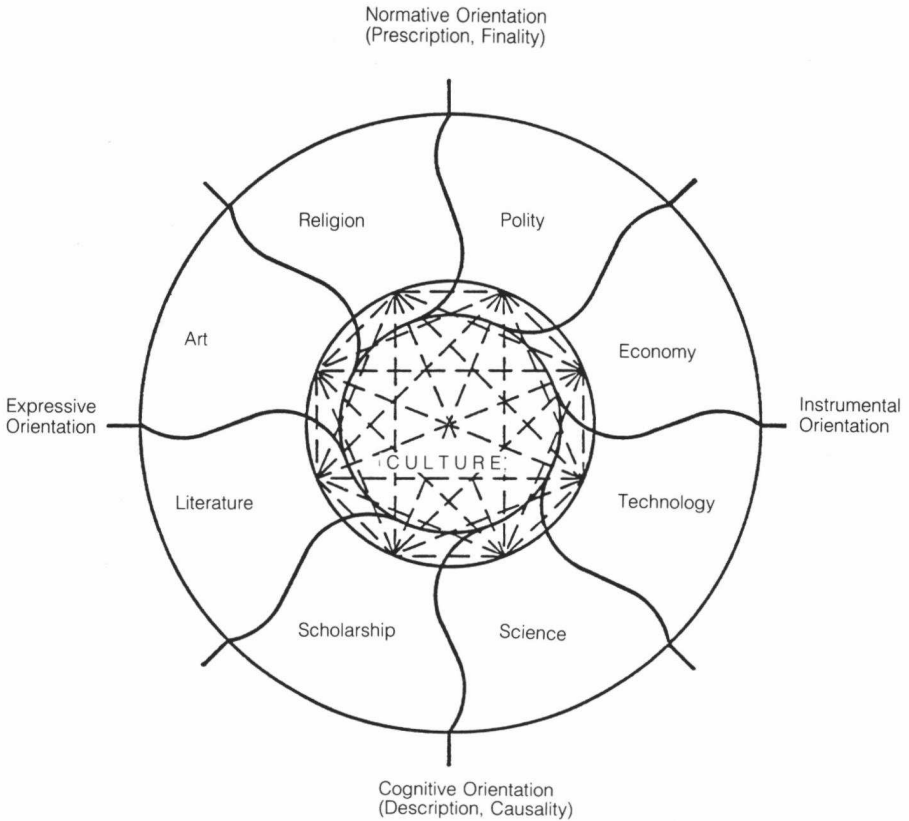 Normative Orientation
(Prescription, Finality)
Religion
Polity
Art
Economy
Expressive
Orientation
Instrumental
Orientation
CULTURE
Literature
Technology
Scholarship
Science
Cognitive Orientation
(Description, Causality)